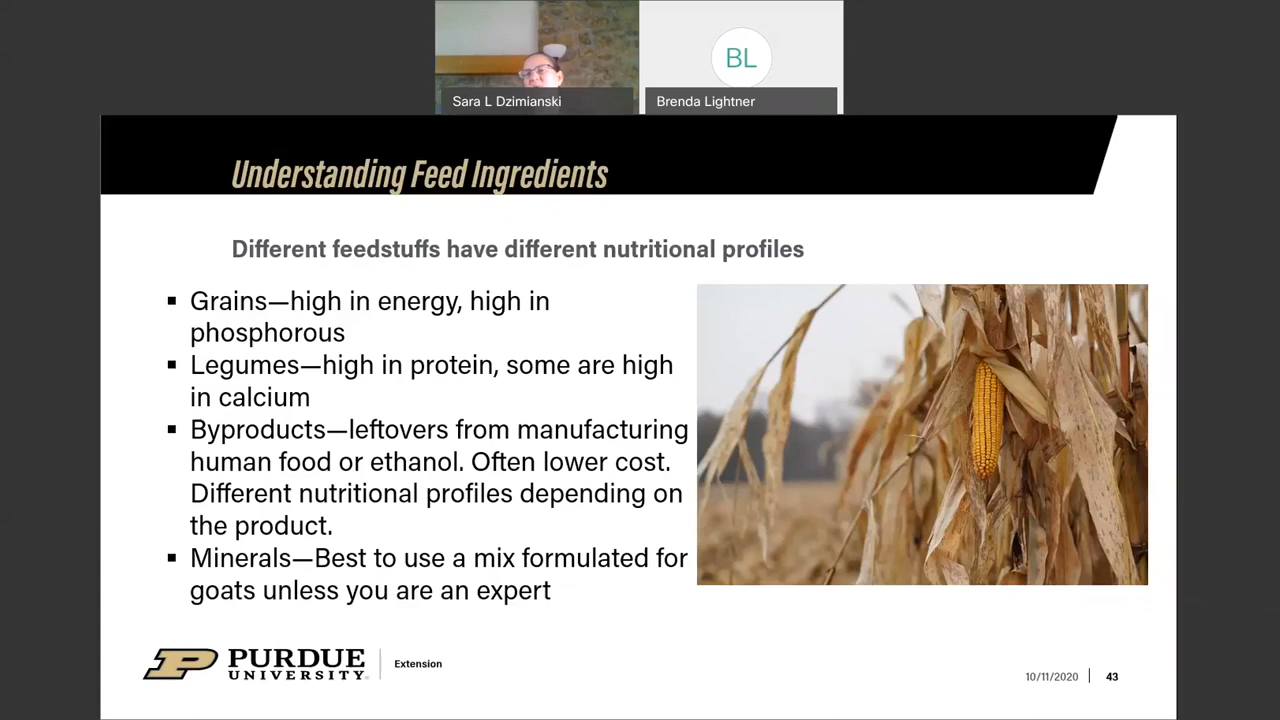 BL
Sara L Dzimianski
Brenda Lightner
Understanding Feed Ingredients
Different feedstuffs have different nutritional profiles
▪ Grains—high in energy, high in
phosphorous
▪ Legumes—high in protein, some are high
in calcium
▪ Byproducts—leftovers from manufacturing
human food or ethanol. Often lower cost.
Different nutritional profiles depending on
the product.
▪ Minerals—Best to use a mix formulated for
goats unless you are an expert
PURDUE
UNIVERSITY®
Extension
10/11/2020 43